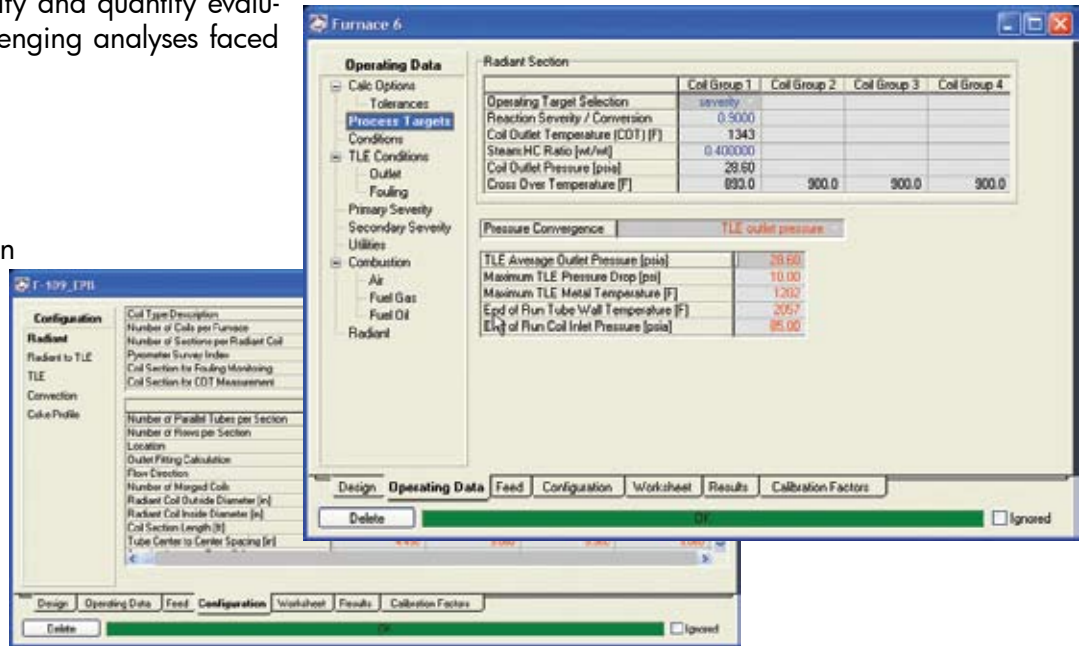 ity and quantity evalu-
enging analyses faced
n
Furnace 6
Operating Data
Calc Options
Tolerances
Process Targets
Conditions
TLE Conditions
Outlet
Fouling
Primary Severity
Secondary Severity
Utilities
Combustion
Air
Fuel Gas
Fuel Oil
Radiant
Radiant Section
Coil Group 1 Coil Group 2 Coil Group 3 Coil Group 4
Operating Target Selection severity
Reaction Severity / Conversion 0.9000
Coil Outlet Temperature (COT) [F] 1343
Steam:HC Ratio [wt/wt] 0.400000
Coil Outlet Pressure [psia] 28.60
Cross Over Temperature [F] 893.0 900.0 900.0 900.0
Pressure Convergence TLE outlet pressure
TLE Average Outlet Pressure [psia] 28.60
Maximum TLE Pressure Drop [psi] 10.00
Maximum TLE Metal Temperature [F] 1202
End of Run Tube Wall Temperature [F] 2057
End of Run Coil Inlet Pressure [psia] 85.00
Design Operating Data Feed Configuration Worksheet Results Calibration Factors
Delete OK Ignored
F-109_EPB
Configuration
Radiant
Radiant to TLE
TLE
Convection
Coke Profile
Coil Type Description
Number of Coils per Furnace
Number of Sections per Radiant Coil
Pyrometer Survey Index
Coil Section for Fouling Monitoring
Coil Section for COT Measurement
Number of Parallel Tubes per Section
Number of Rows per Section
Location
Outlet Fitting Calculation
Flow Direction
Number of Merged Coils
Radiant Coil Outside Diameter [in]
Radiant Coil Inside Diameter [in]
Coil Section Length [ft]
Tube Center to Center Spacing [in]
Design Operating Data Feed Configuration Worksheet Results Calibration Factors
Delete OK Ignored